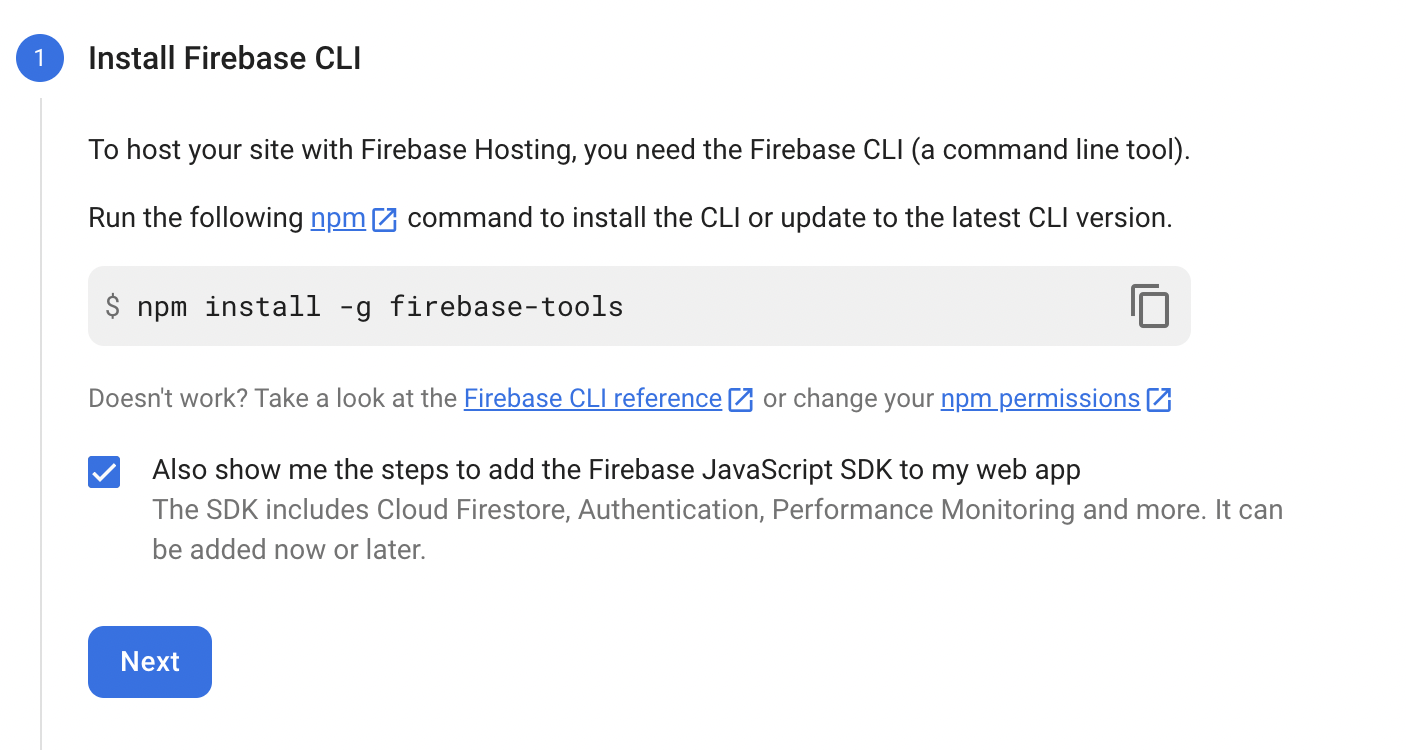 1 Install Firebase CLI
To host your site with Firebase Hosting, you need the Firebase CLI (a command line tool).
Run the following npm command to install the CLI or update to the latest CLI version.
$ npm install -g firebase-tools
Doesn't work? Take a look at the Firebase CLI reference or change your npm permissions
Also show me the steps to add the Firebase JavaScript SDK to my web app
The SDK includes Cloud Firestore, Authentication, Performance Monitoring and more. It can
be added now or later.
Next